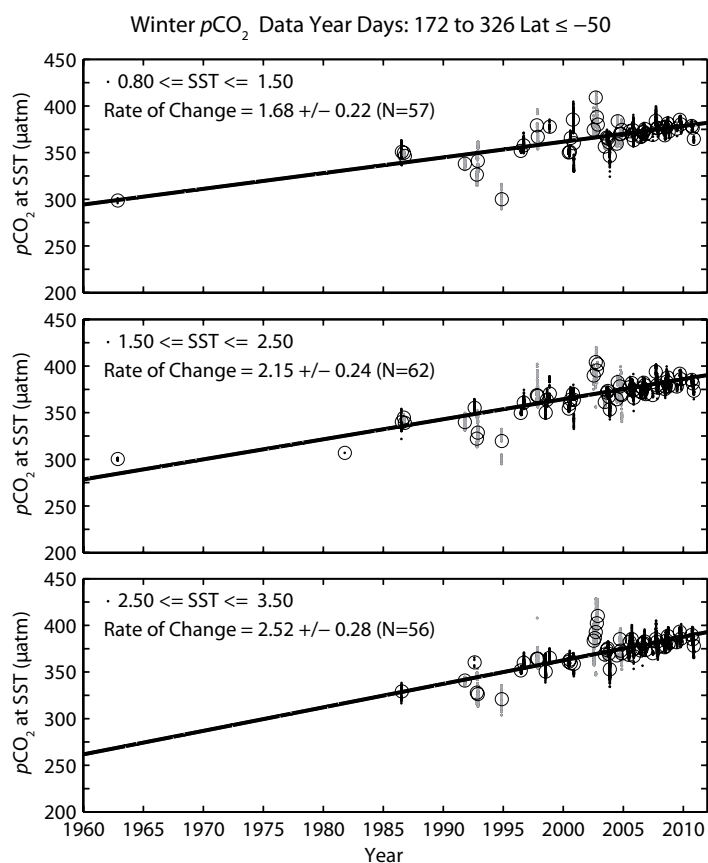 Winter pCO₂ Data Year Days: 172 to 326 Lat ≤ −50
450
400
350
300
250
200
pCO₂ at SST (µatm)
· 0.80 <= SST <= 1.50
Rate of Change = 1.68 +/− 0.22 (N=57)
450
400
350
300
250
200
pCO₂ at SST (µatm)
· 1.50 <= SST <= 2.50
Rate of Change = 2.15 +/− 0.24 (N=62)
450
400
350
300
250
200
pCO₂ at SST (µatm)
· 2.50 <= SST <= 3.50
Rate of Change = 2.52 +/− 0.28 (N=56)
1960 1965 1970 1975 1980 1985 1990 1995 2000 2005 2010
Year